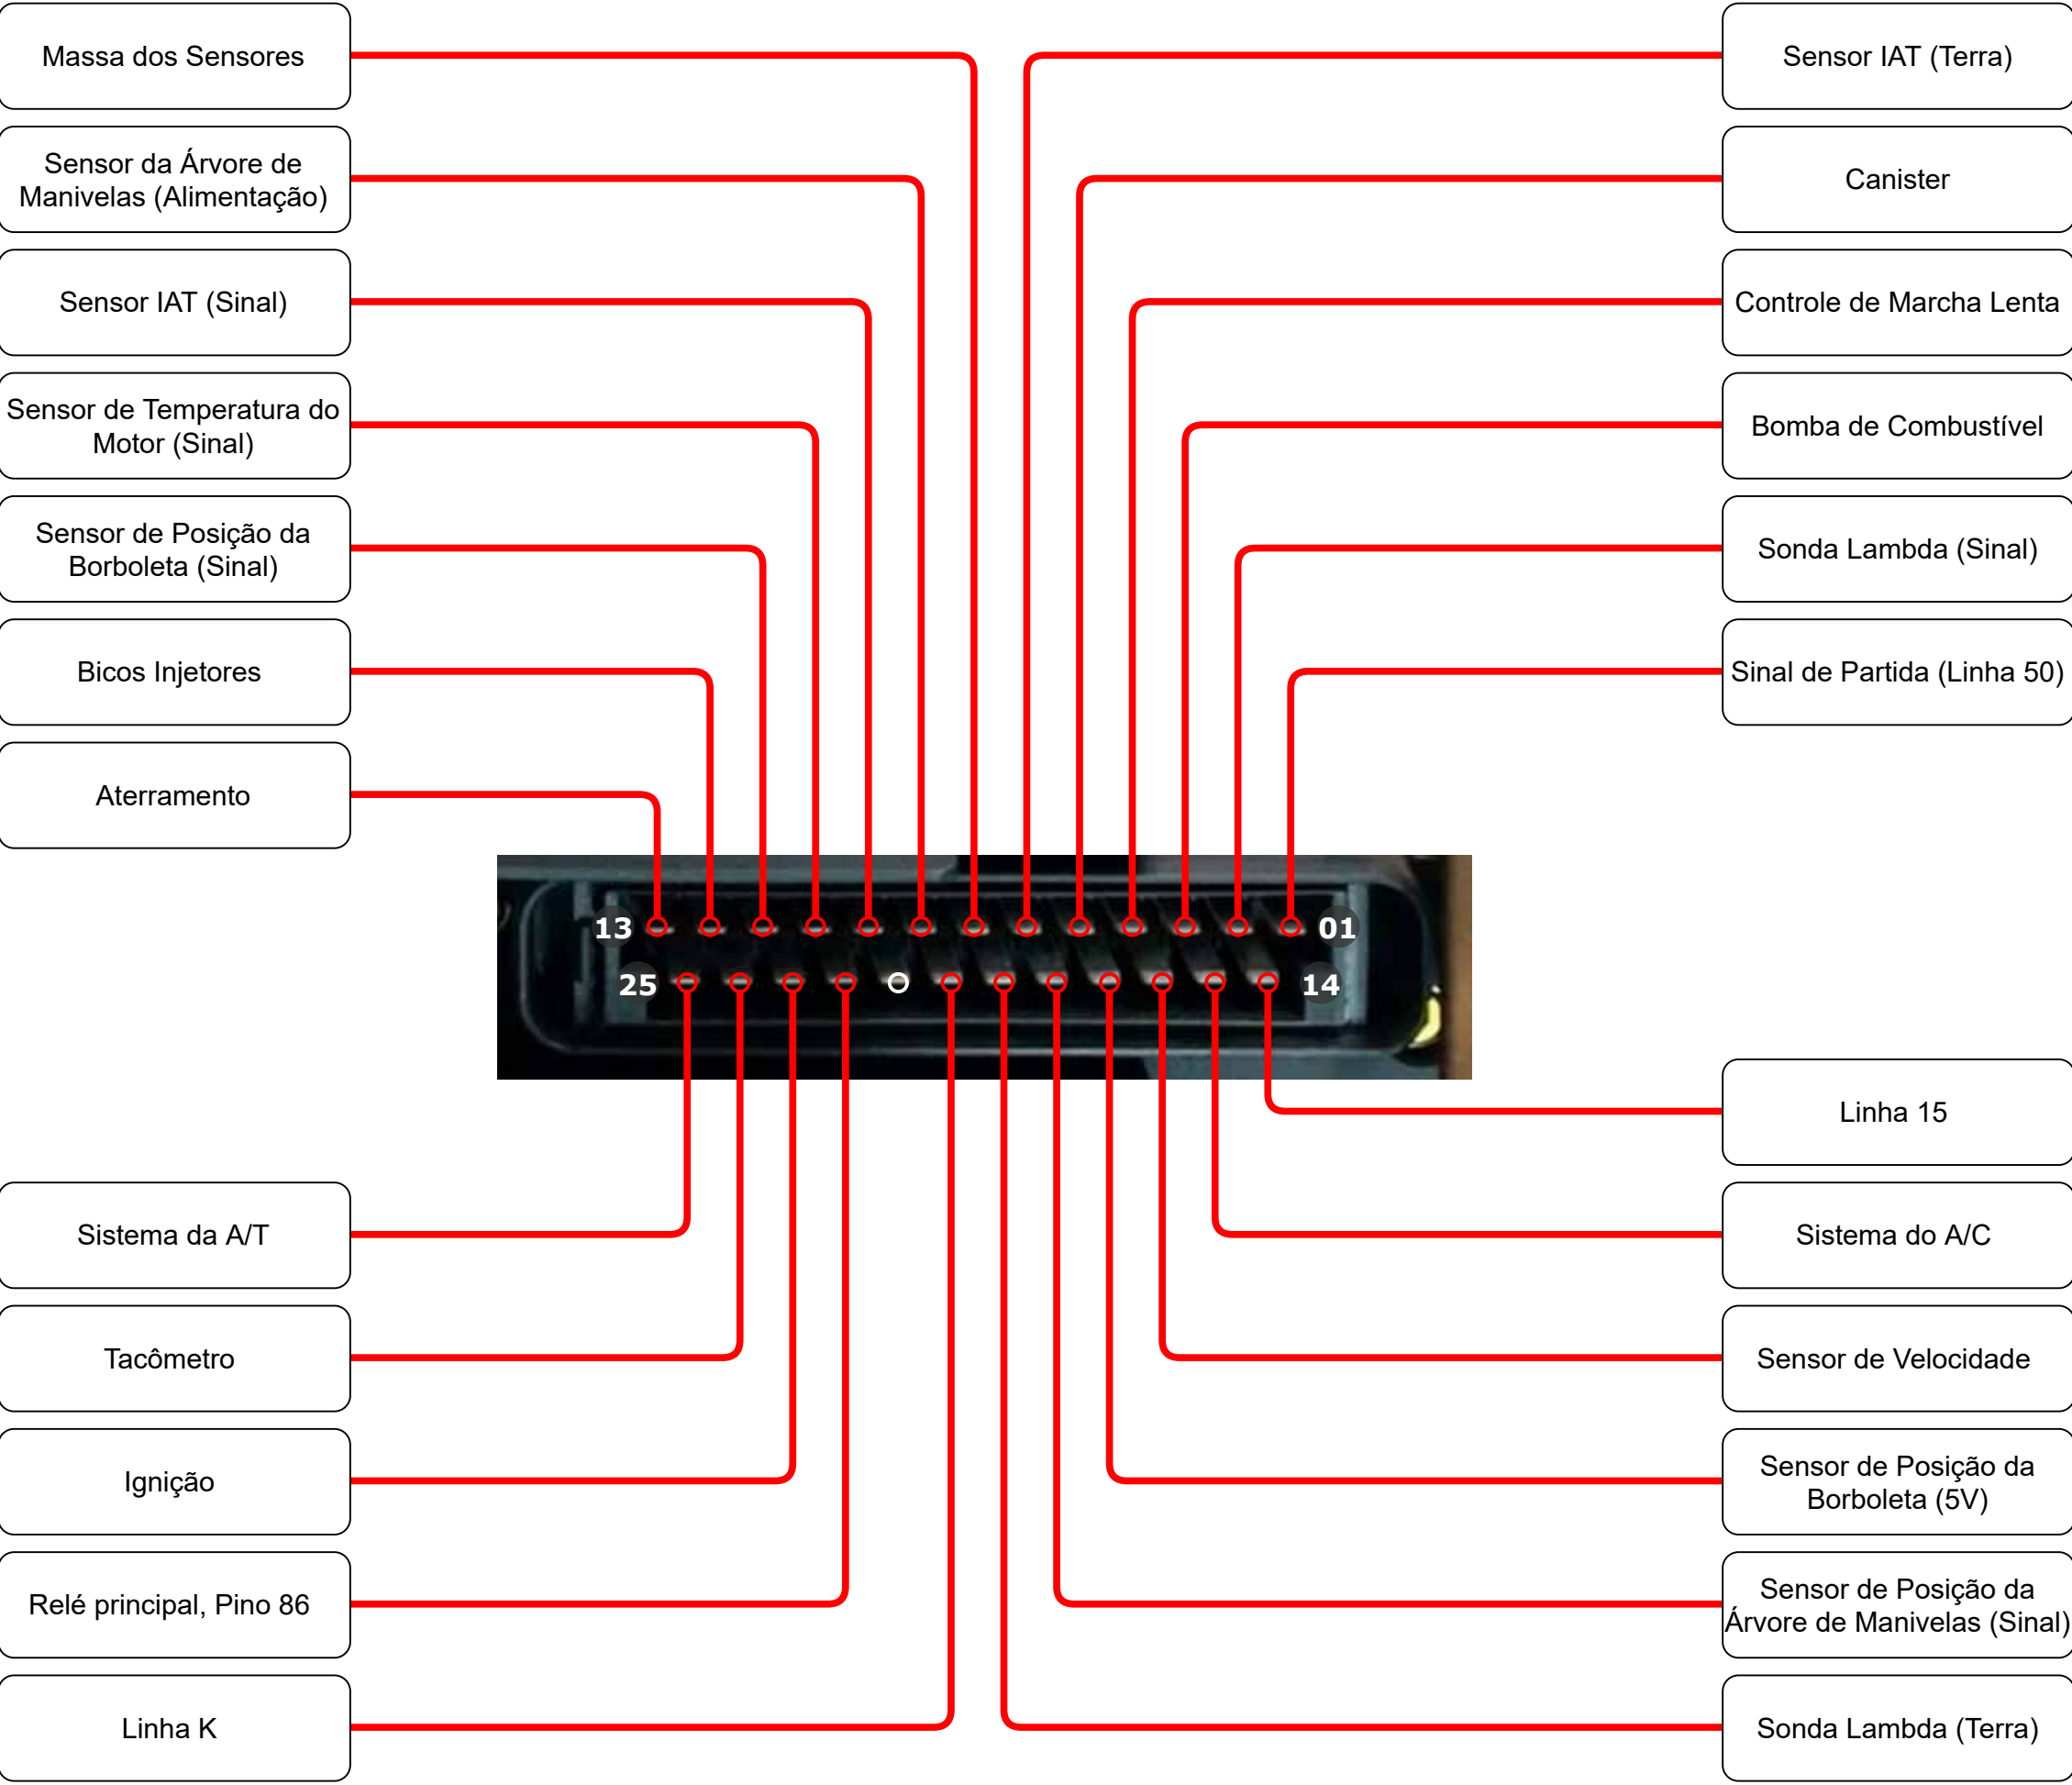 Massa dos Sensores
Sensor da Árvore de
Manivelas (Alimentação)
Sensor IAT (Sinal)
Sensor de Temperatura do
Motor (Sinal)
Sensor de Posição da
Borboleta (Sinal)
Bicos Injetores
Aterramento
Sensor IAT (Terra)
Canister
Controle de Marcha Lenta
Bomba de Combustível
Sonda Lambda (Sinal)
Sinal de Partida (Linha 50)
13
01
25
14
Sistema da A/T
Tacômetro
Ignição
Relé principal, Pino 86
Linha K
Linha 15
Sistema do A/C
Sensor de Velocidade
Sensor de Posição da
Borboleta (5V)
Sensor de Posição da
Árvore de Manivelas (Sinal)
Sonda Lambda (Terra)